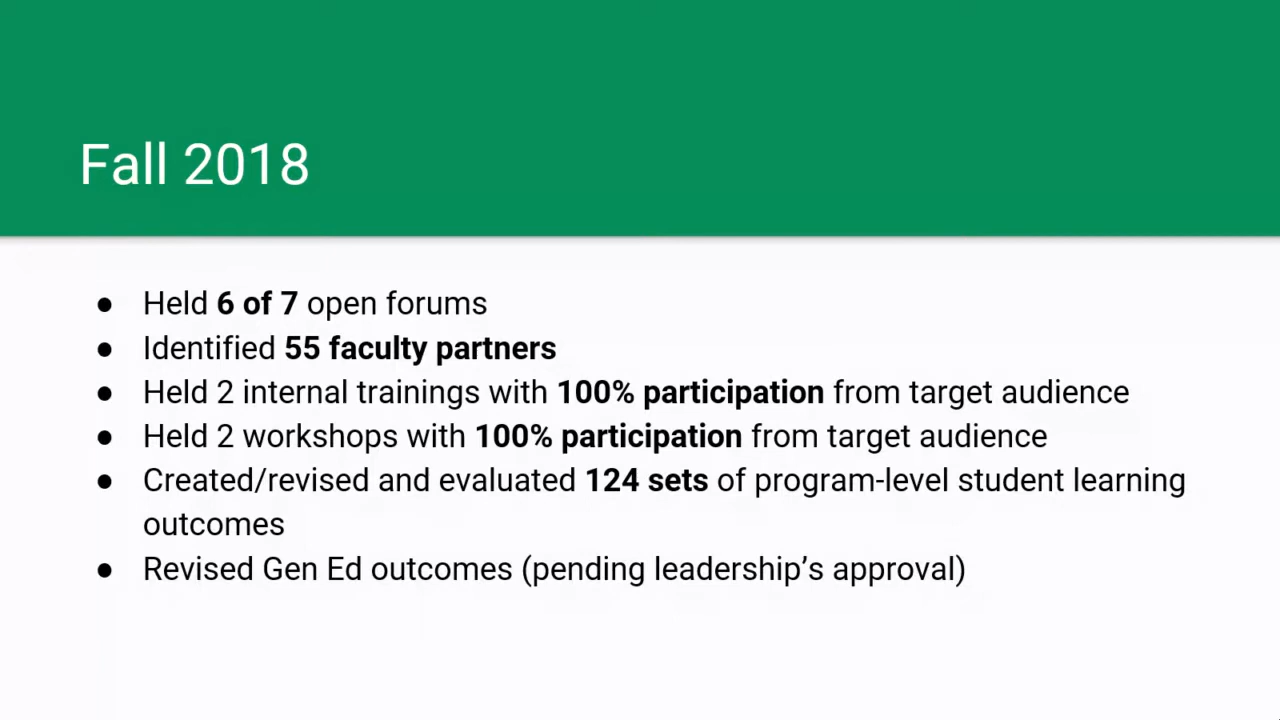 Fall 2018
● Held 6 of 7 open forums
● Identified 55 faculty partners
● Held 2 internal trainings with 100% participation from target audience
● Held 2 workshops with 100% participation from target audience
● Created/revised and evaluated 124 sets of program-level student learning
outcomes
● Revised Gen Ed outcomes (pending leadership’s approval)